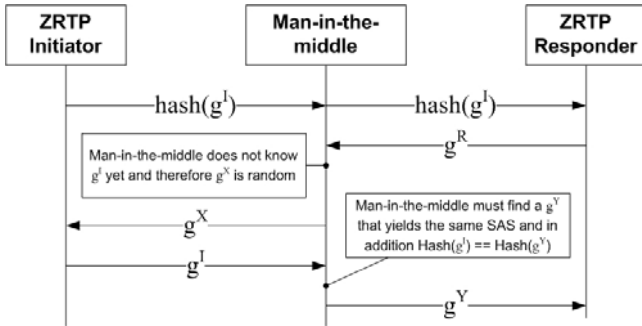 ZRTP
Initiator
Man-in-the-
middle
ZRTP
Responder
hash(g^I)
hash(g^I)
g^R
Man-in-the-middle does not know
g^I yet and therefore g^X is random
Man-in-the-middle must find a g^Y
that yields the same SAS and in
addition Hash(g^I) == Hash(g^Y)
g^X
g^I
g^Y